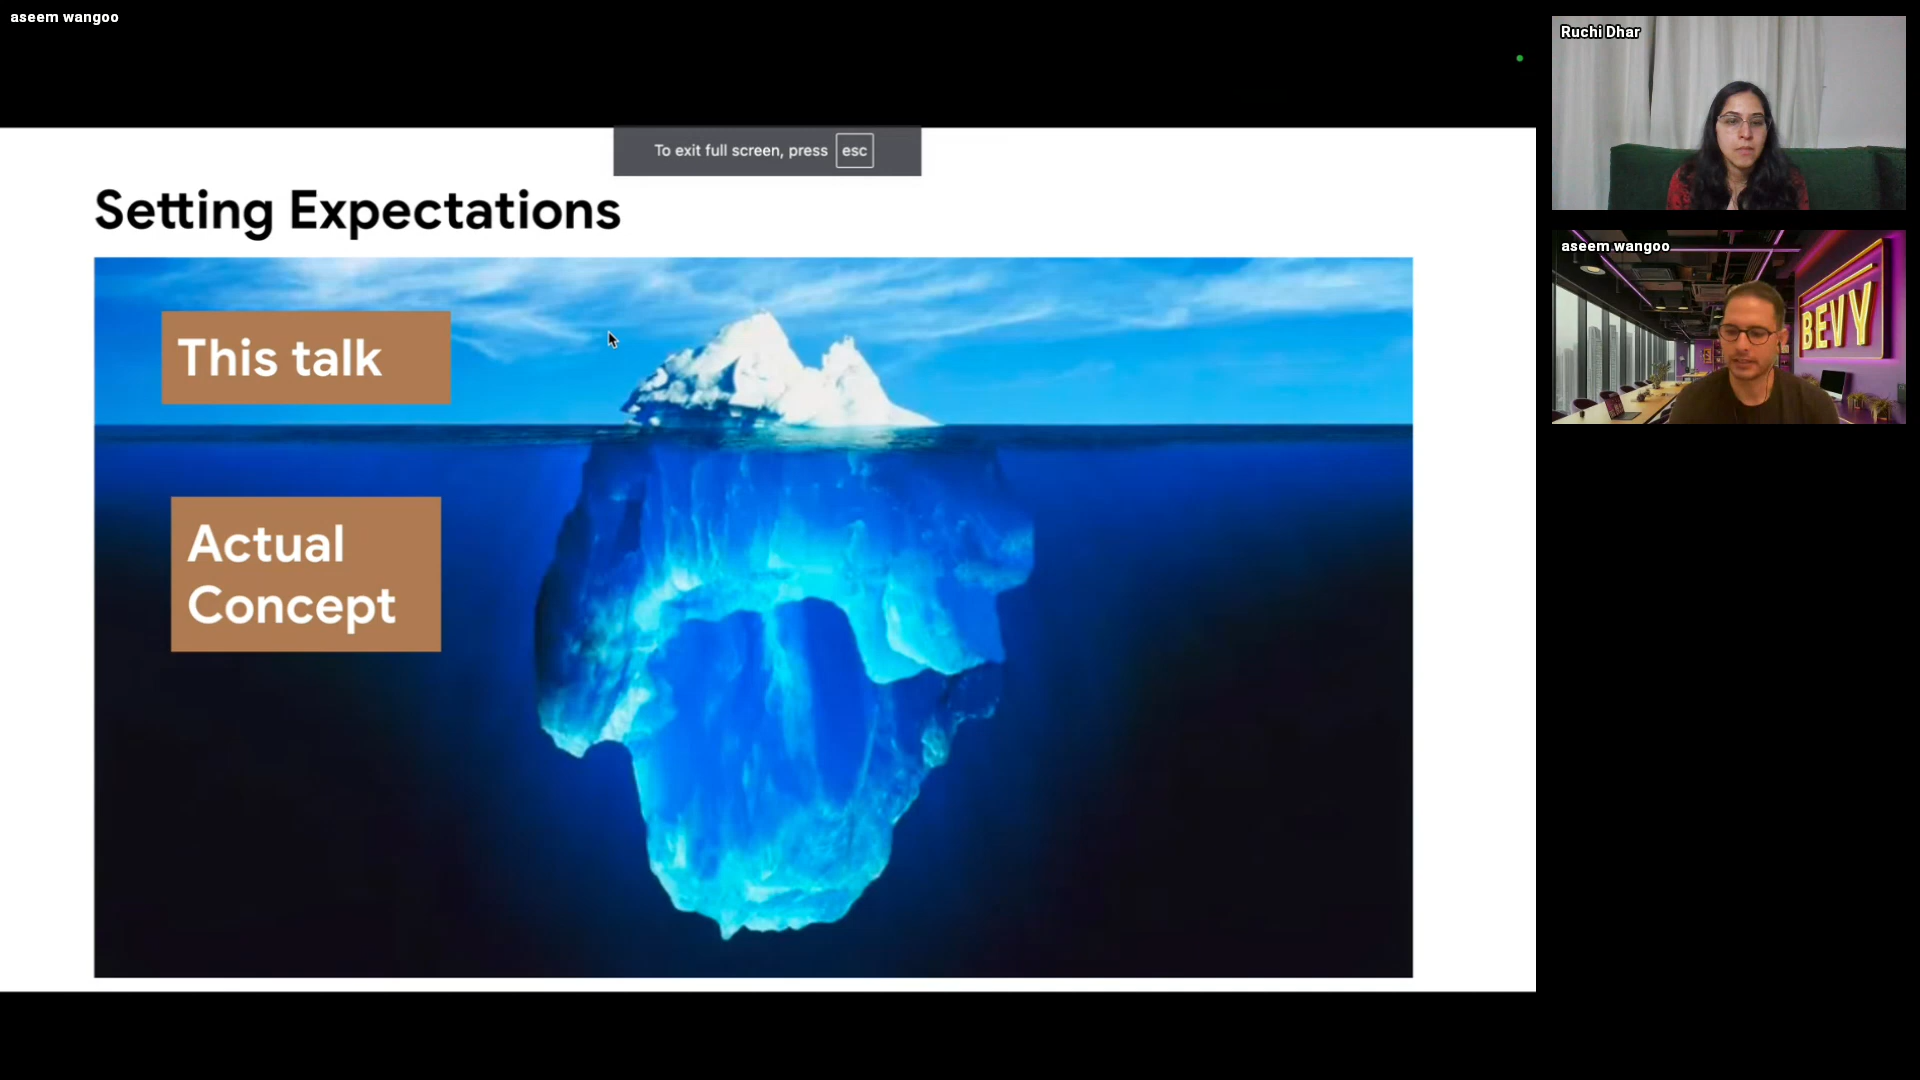 aseem wangoo
Ruchi Dhar
To exit full screen, press esc
Setting Expectations
aseem wangoo
This talk
BEVY
Actual
Concept